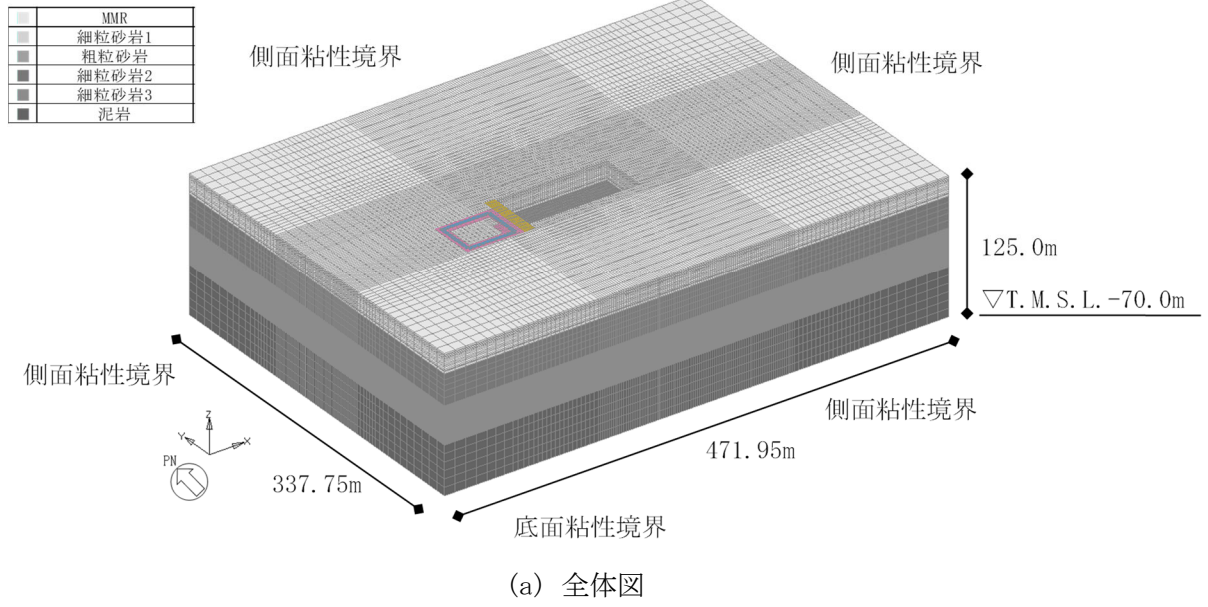 MMR
細粒砂岩1
粗粒砂岩
細粒砂岩2
細粒砂岩3
泥岩
側面粘性境界
側面粘性境界
125.0m
▽T.M.S.L.-70.0m
側面粘性境界
側面粘性境界
471.95m
Z
Y
X
PN
337.75m
底面粘性境界
(a) 全体図